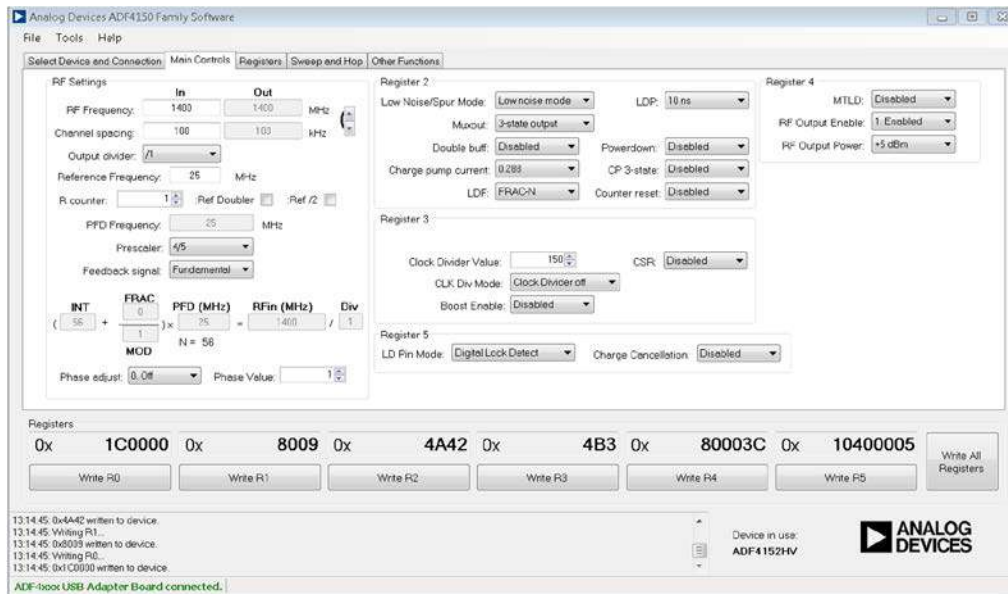 Analog Devices ADF4150 Family Software
File Tools Help
Select Device and Connection Main Controls Registers Sweep and Hop Other Functions
RF Settings
In Out
RF Frequency: 1400 1400 MHz
Channel spacing: 100 100 kHz
Output divider: /1
Reference Frequency: 25 MHz
R counter: 1 :Ref Doubler :Ref /2
PFD Frequency: 25 MHz
Prescaler: 4/5
Feedback signal: Fundamental
INT FRAC PFD (MHz) RFin (MHz) Div
( 56 + 0 / 1 ) x 25 = 1400 / 1
MOD N = 56
Phase adjust: 0. Off Phase Value: 1
Register 2
Low Noise/Spur Mode: Low noise mode LDP: 10 ns
Muxout: 3-state output
Double buff: Disabled Powerdown: Disabled
Charge pump current: 0.288 CP 3-state: Disabled
LDF: FRAC-N Counter reset: Disabled
Register 3
Clock Divider Value: 150 CSR: Disabled
CLK Div Mode: Clock Divider off
Boost Enable: Disabled
Register 5
LD Pin Mode: Digital Lock Detect Charge Cancellation: Disabled
Register 4
MTLD: Disabled
RF Output Enable: 1. Enabled
RF Output Power: +5 dBm
Registers
0x 1C0000 0x 8009 0x 4A42 0x 4B3 0x 80003C 0x 10400005
Write R0 Write R1 Write R2 Write R3 Write R4 Write R5 Write All Registers
13:14:45: 0x4A42 written to device.
13:14:45: Writing R1...
13:14:45: 0x8009 written to device.
13:14:45: Writing R0...
13:14:45: 0x1C0000 written to device.
Device in use:
ADF4152HV
ANALOG
DEVICES
ADF4xxx USB Adapter Board connected.